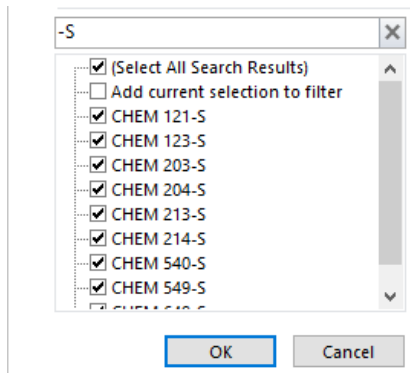 -S
(Select All Search Results)
Add current selection to filter
CHEM 121-S
CHEM 123-S
CHEM 203-S
CHEM 204-S
CHEM 213-S
CHEM 214-S
CHEM 540-S
CHEM 549-S
OK Cancel